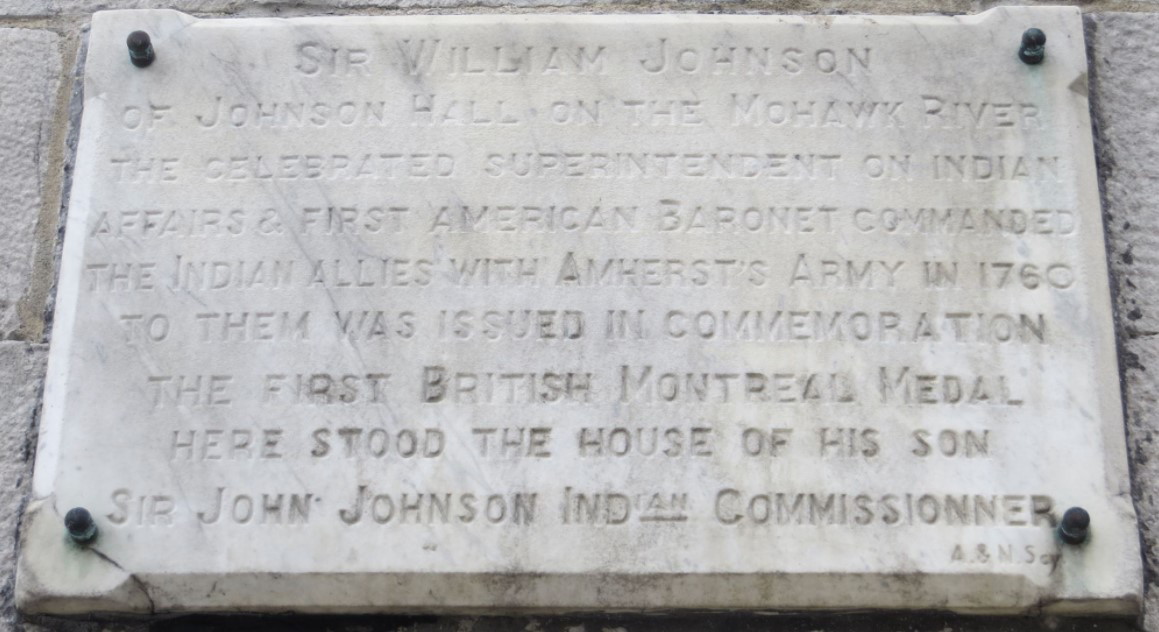 SIR WILLIAM JOHNSON
OF JOHNSON HALL ON THE MOHAWK RIVER
THE CELEBRATED SUPERINTENDENT ON INDIAN
AFFAIRS & FIRST AMERICAN BARONET COMMANDED
THE INDIAN ALLIES WITH AMHERST'S ARMY IN 1760
TO THEM WAS ISSUED IN COMMEMORATION
THE FIRST BRITISH MONTREAL MEDAL
HERE STOOD THE HOUSE OF HIS SON
SIR JOHN JOHNSON INDIAN COMMISSIONNER
A. & N. Soc